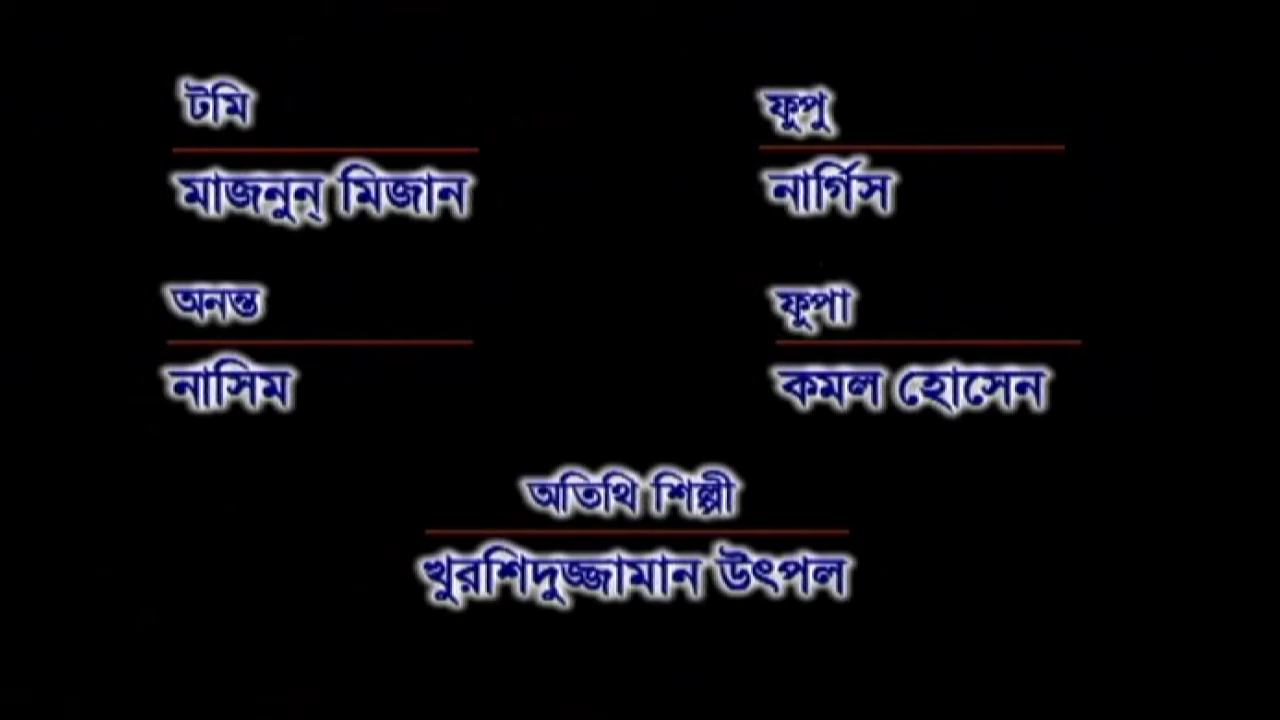 টমি
মাজনুন্ মিজান
ফুপু
নার্গিস
অনন্ত
নাসিম
ফুপা
কমল হোসেন
অতিথি শিল্পী
খুরশিদুজ্জামান উৎপল